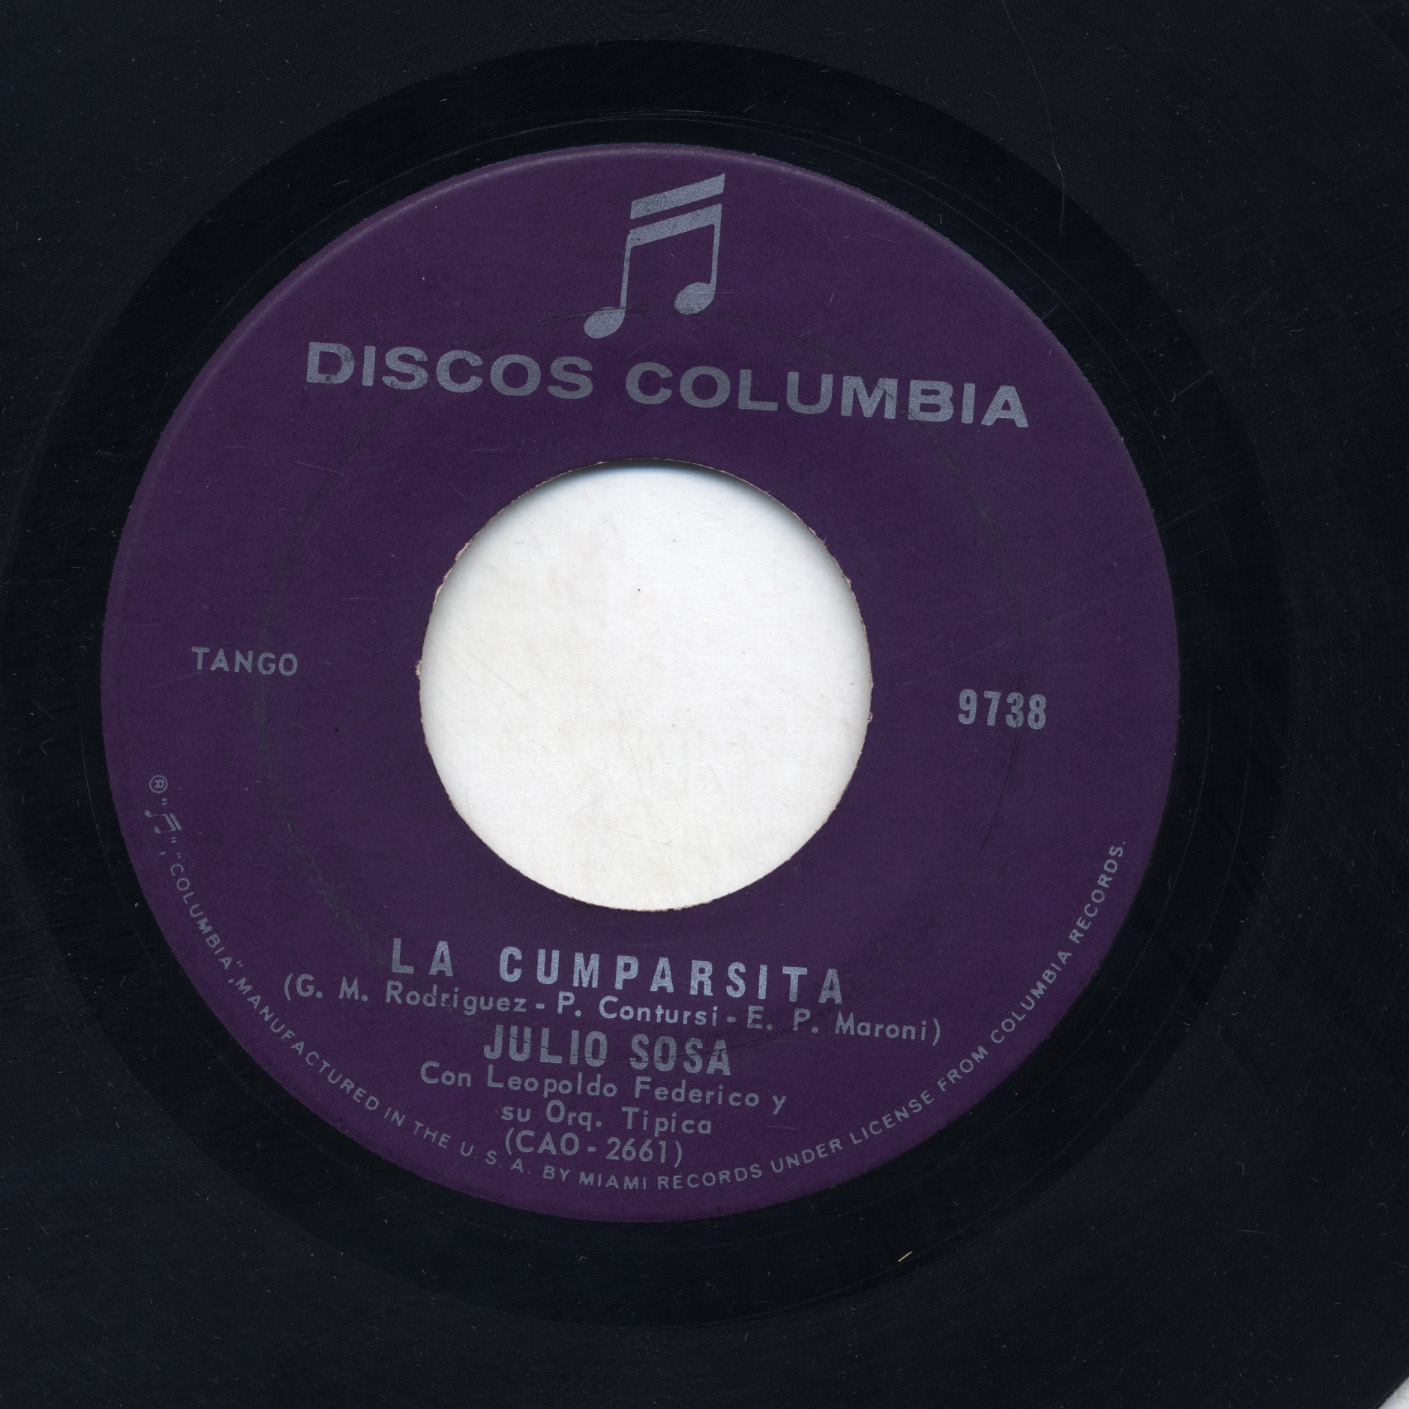 DISCOS COLUMBIA
TANGO
9738
LA CUMPARSITA
(G. M. Rodriguez - P. Contursi - E. P. Maroni)
JULIO SOSA
Con Leopoldo Federico y
su Orq. Tipica
(CAO - 2661)
® "♫", "COLUMBIA", MANUFACTURED IN THE U. S. A. BY MIAMI RECORDS UNDER LICENSE FROM COLUMBIA RECORDS.